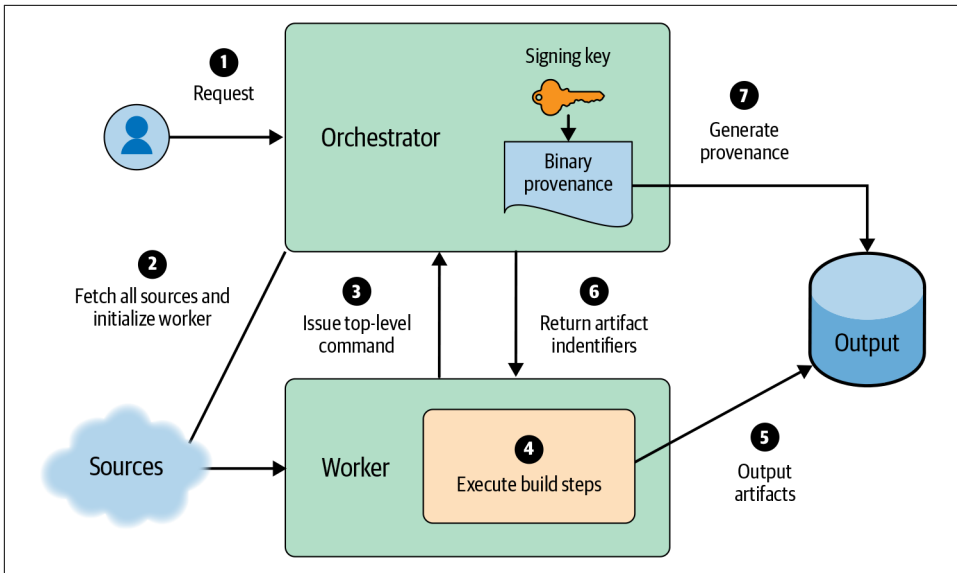 1
Request
Signing key
Orchestrator
Binary
provenance
7
Generate
provenance
2
Fetch all sources and
initialize worker
3
Issue top-level
command
6
Return artifact
indentifiers
Output
Sources
Worker
4
Execute build steps
5
Output
artifacts